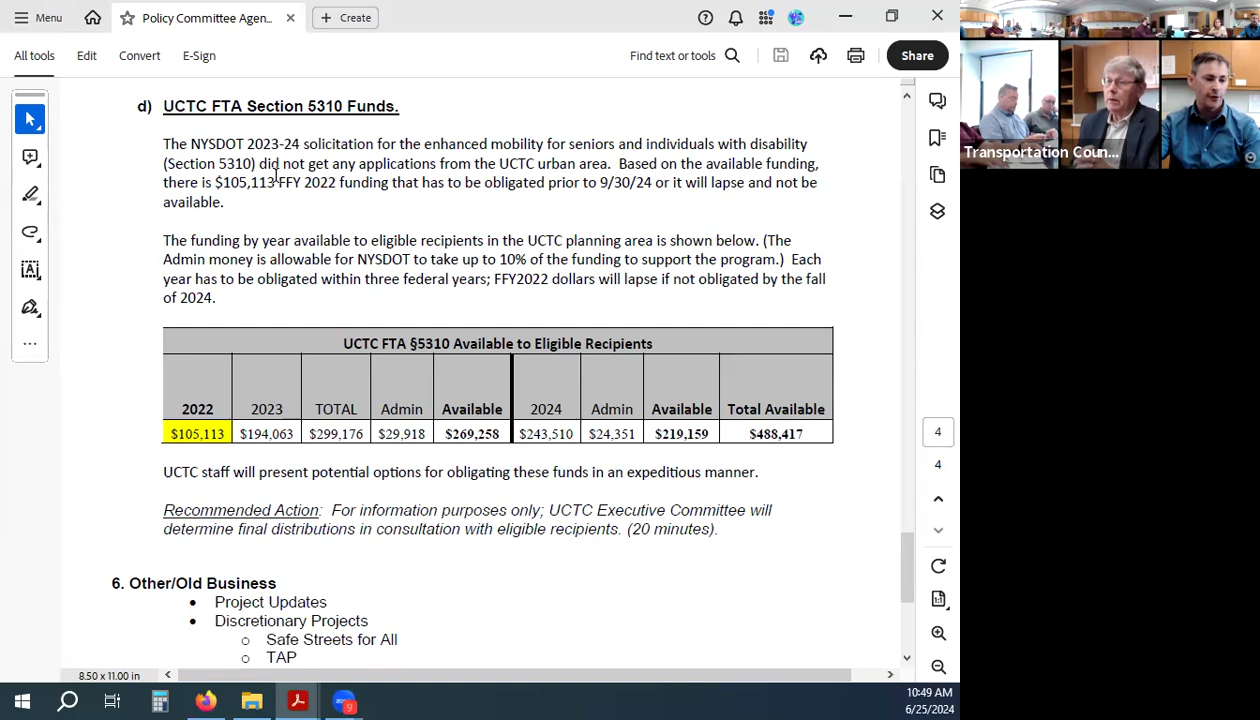 Menu
Policy Committee Agen...
Create
All tools
Edit
Convert
E-Sign
Find text or tools
Share
d) UCTC FTA Section 5310 Funds.
The NYSDOT 2023-24 solicitation for the enhanced mobility for seniors and individuals with disability
(Section 5310) did not get any applications from the UCTC urban area. Based on the available funding,
there is $105,113 FFY 2022 funding that has to be obligated prior to 9/30/24 or it will lapse and not be
available.
The funding by year available to eligible recipients in the UCTC planning area is shown below. (The
Admin money is allowable for NYSDOT to take up to 10% of the funding to support the program.) Each
year has to be obligated within three federal years; FFY2022 dollars will lapse if not obligated by the fall
of 2024.
UCTC FTA §5310 Available to Eligible Recipients
2022 2023 TOTAL Admin Available 2024 Admin Available Total Available
$105,113 $194,063 $299,176 $29,918 $269,258 $243,510 $24,351 $219,159 $488,417
UCTC staff will present potential options for obligating these funds in an expeditious manner.
Recommended Action: For information purposes only; UCTC Executive Committee will
determine final distributions in consultation with eligible recipients. (20 minutes).
6. Other/Old Business
• Project Updates
• Discretionary Projects
o Safe Streets for All
o TAP
4
4
1:1
8.50 x 11.00 in
9
10:49 AM
6/25/2024
Transportation Coun...